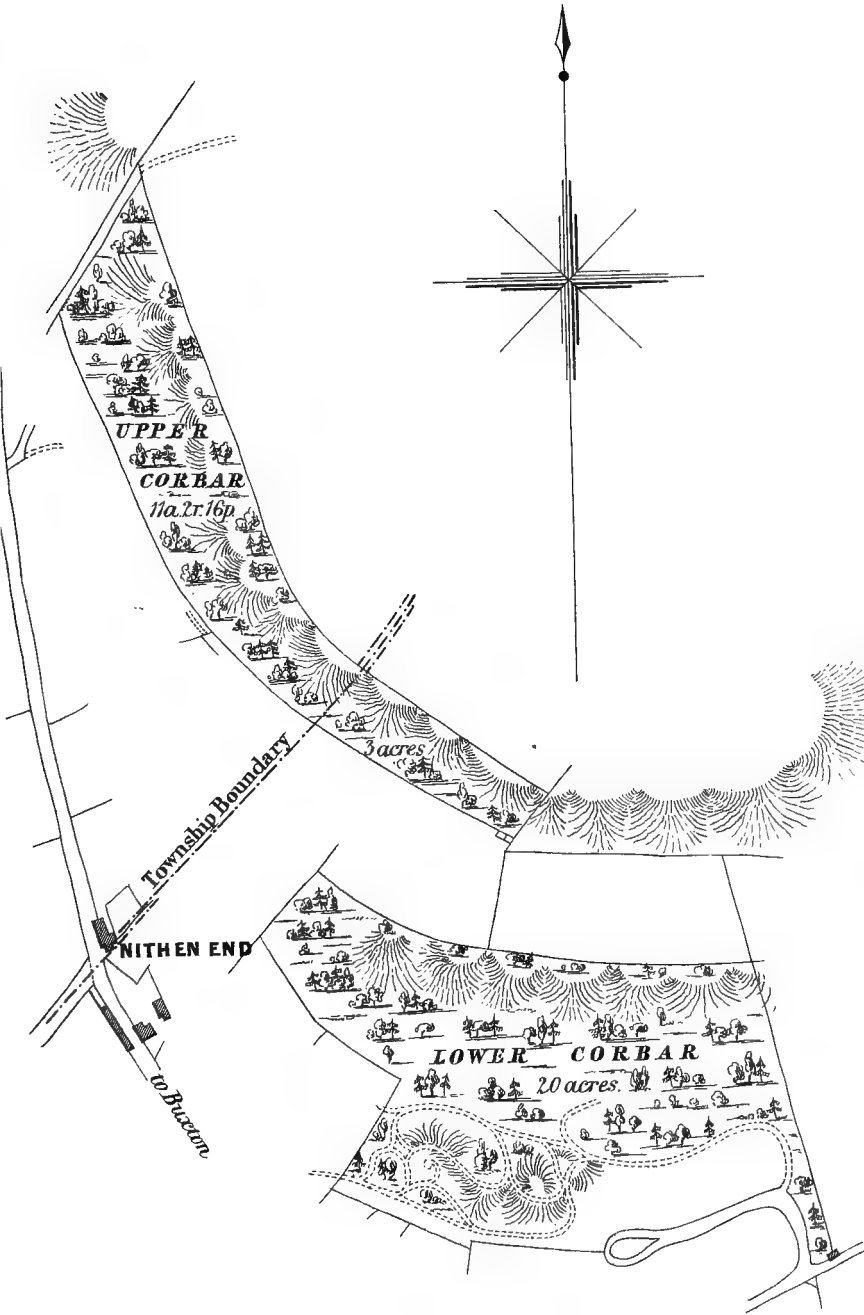 UPPER
CORBAR
11a. 2r. 16p.
3 acres
Township Boundary
NITHEN END
LOWER CORBAR
20 acres.
to Buxton